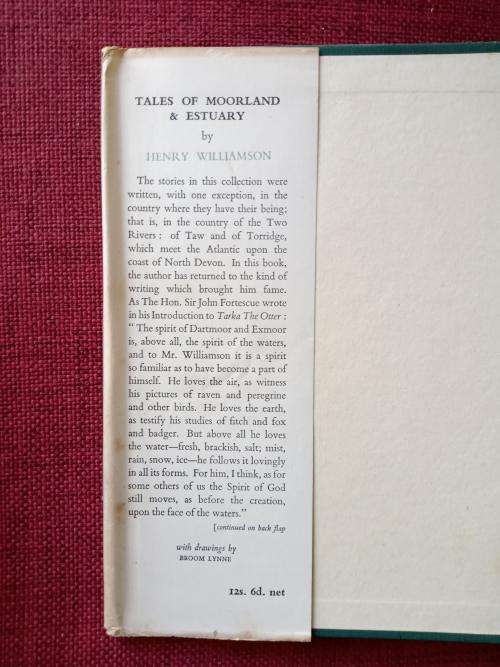 TALES OF MOORLAND
& ESTUARY
by
HENRY WILLIAMSON
The stories in this collection were
written, with one exception, in the
country where they have their being;
that is, in the country of the Two
Rivers: of Taw and of Torridge,
which meet the Atlantic upon the
coast of North Devon. In this book,
the author has returned to the kind of
writing which brought him fame.
As The Hon. Sir John Fortescue wrote
in his Introduction to Tarka The Otter:
“ The spirit of Dartmoor and Exmoor
is, above all, the spirit of the waters,
and to Mr. Williamson it is a spirit
so familiar as to have become a part of
himself. He loves the air, as witness
his pictures of raven and peregrine
and other birds. He loves the earth,
as testify his studies of fitch and fox
and badger. But above all he loves
the water—fresh, brackish, salt; mist,
rain, snow, ice—he follows it lovingly
in all its forms. For him, I think, as for
some others of us the Spirit of God
still moves, as before the creation,
upon the face of the waters.”
[continued on back flap
with drawings by
BROOM LYNNE
12s. 6d. net